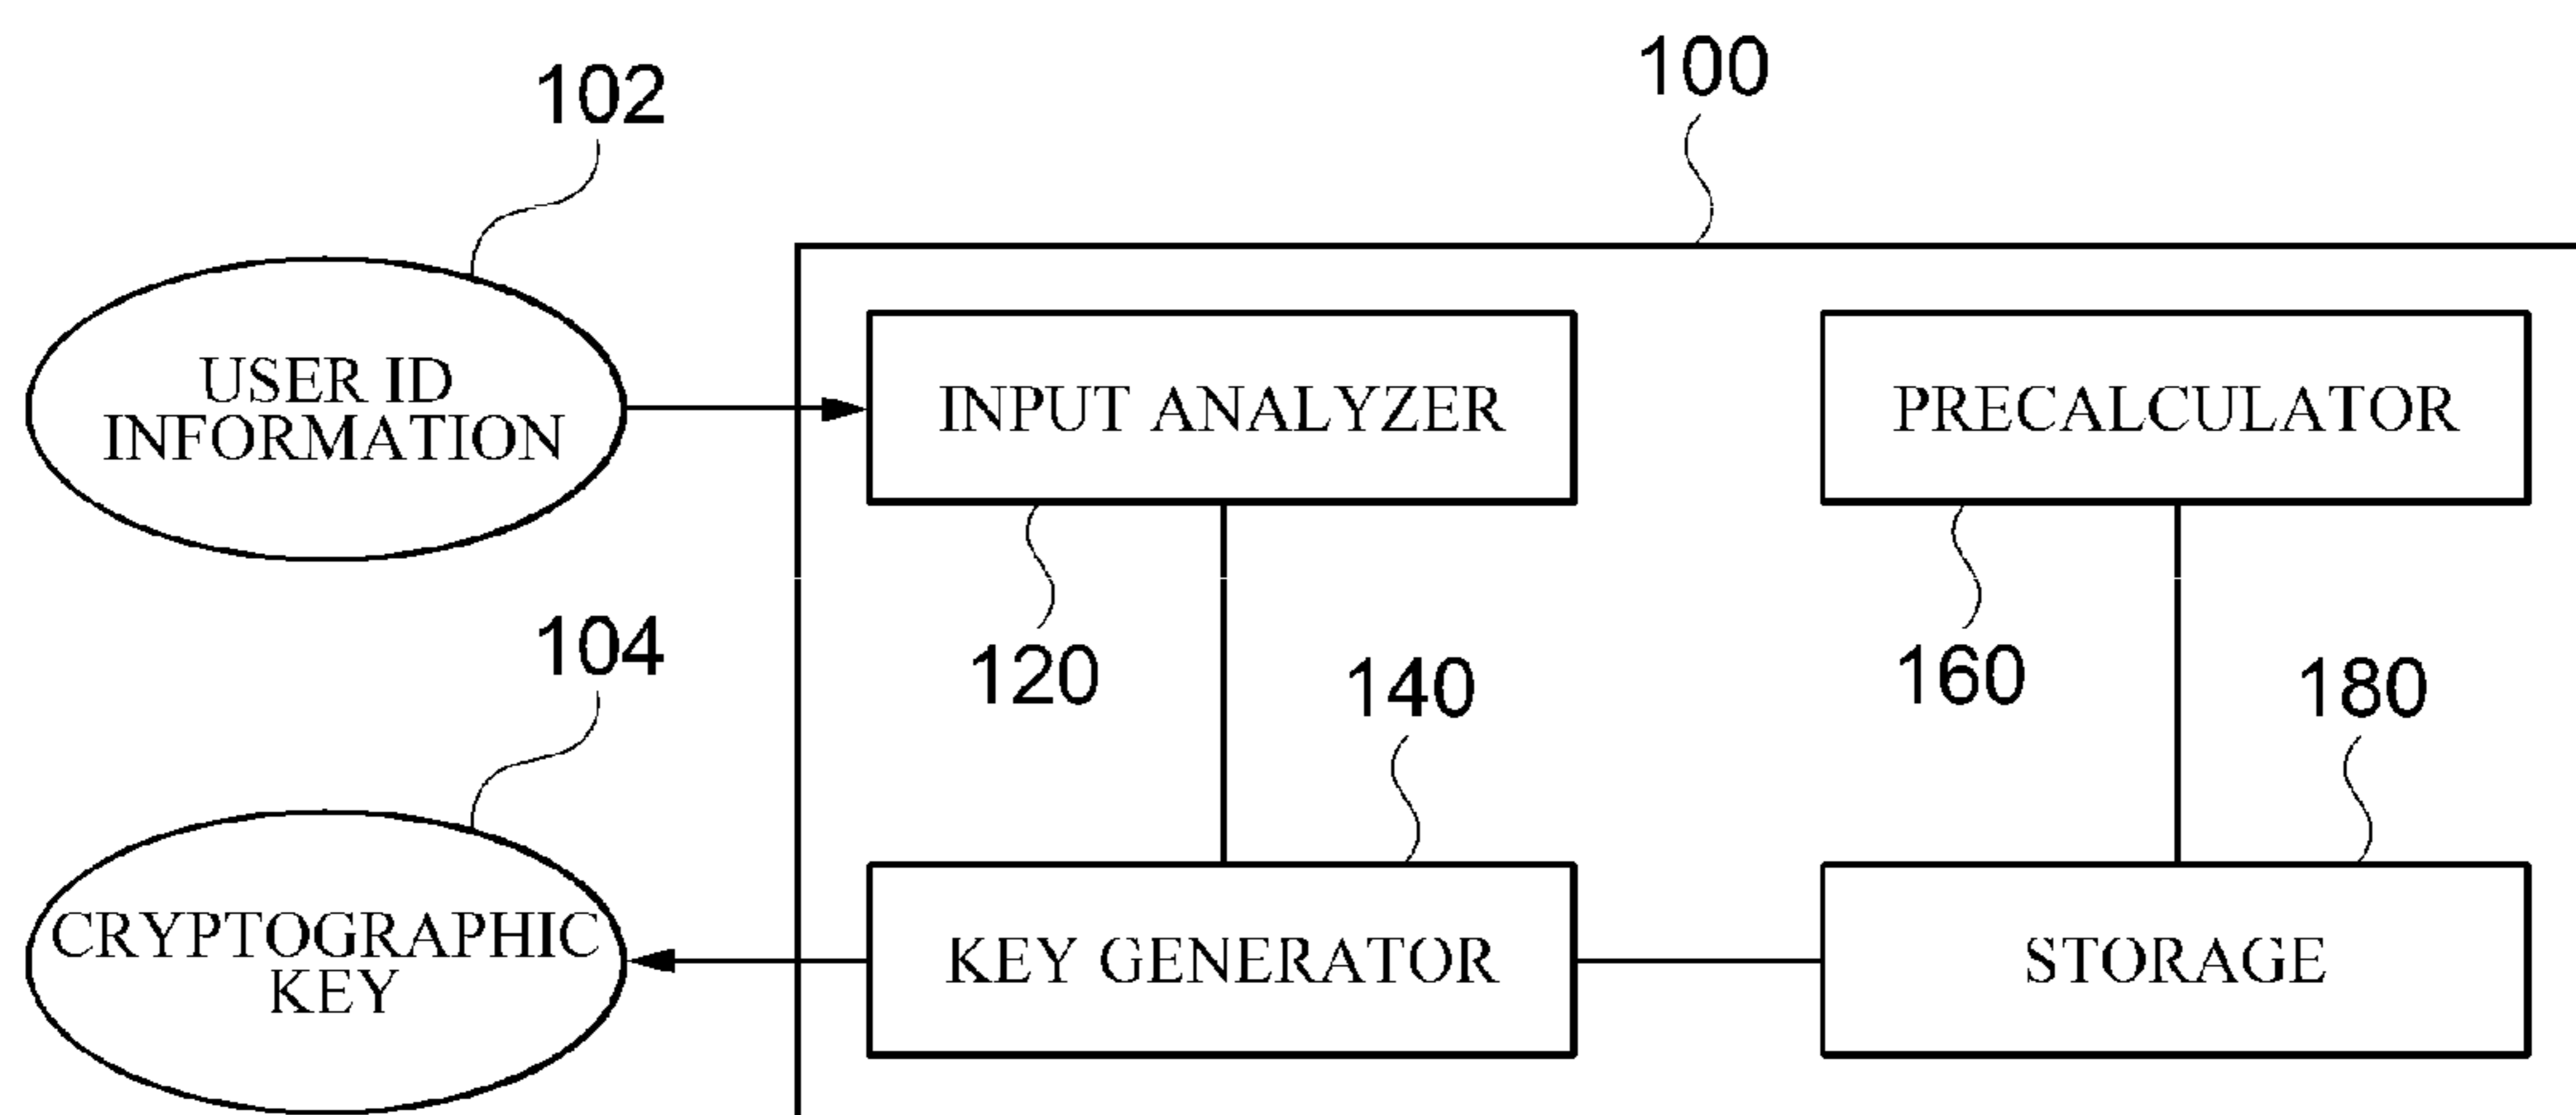 100
102
USER ID
INFORMATION
INPUT ANALYZER
PRECALCULATOR
120
160
104
140
180
CRYPTOGRAPHIC
KEY
KEY GENERATOR
STORAGE